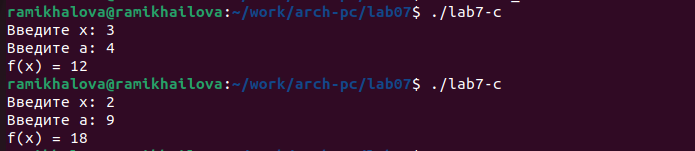 ramikhalova@ramikhailova:~/work/arch-pc/lab07$ ./lab7-c
Введите x: 3
Введите a: 4
f(x) = 12
ramikhalova@ramikhailova:~/work/arch-pc/lab07$ ./lab7-c
Введите x: 2
Введите a: 9
f(x) = 18